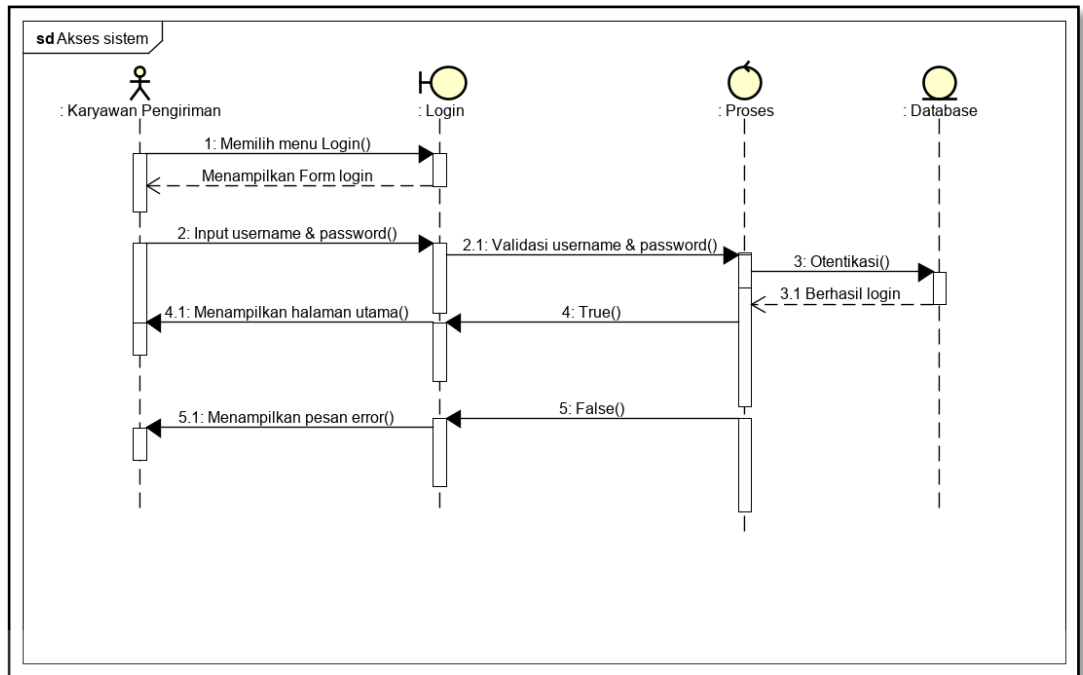 sd Akses sistem
: Karyawan Pengiriman
: Login
: Proses
: Database
1: Memilih menu Login()
Menampilkan Form login
2: Input username & password()
2.1: Validasi username & password()
3: Otentikasi()
3.1 Berhasil login
4.1: Menampilkan halaman utama()
4: True()
5.1: Menampilkan pesan error()
5: False()